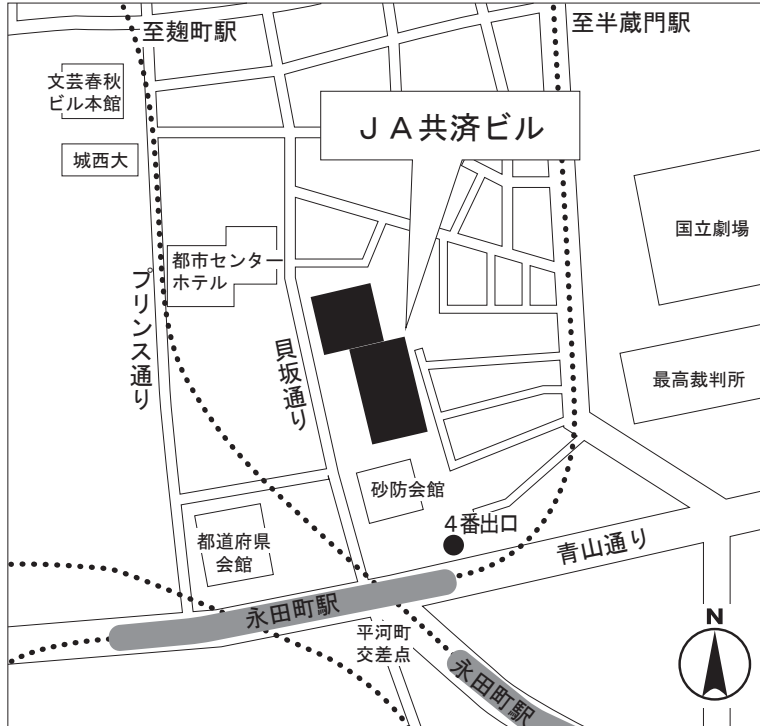 至麹町駅
至半蔵門駅
文芸春秋
ビル本館
ＪＡ共済ビル
城西大
国立劇場
都市センター
ホテル
プリンス通り
貝坂通り
最高裁判所
砂防会館
4番出口
青山通り
都道府県
会館
永田町駅
平河町
交差点
永田町駅
N